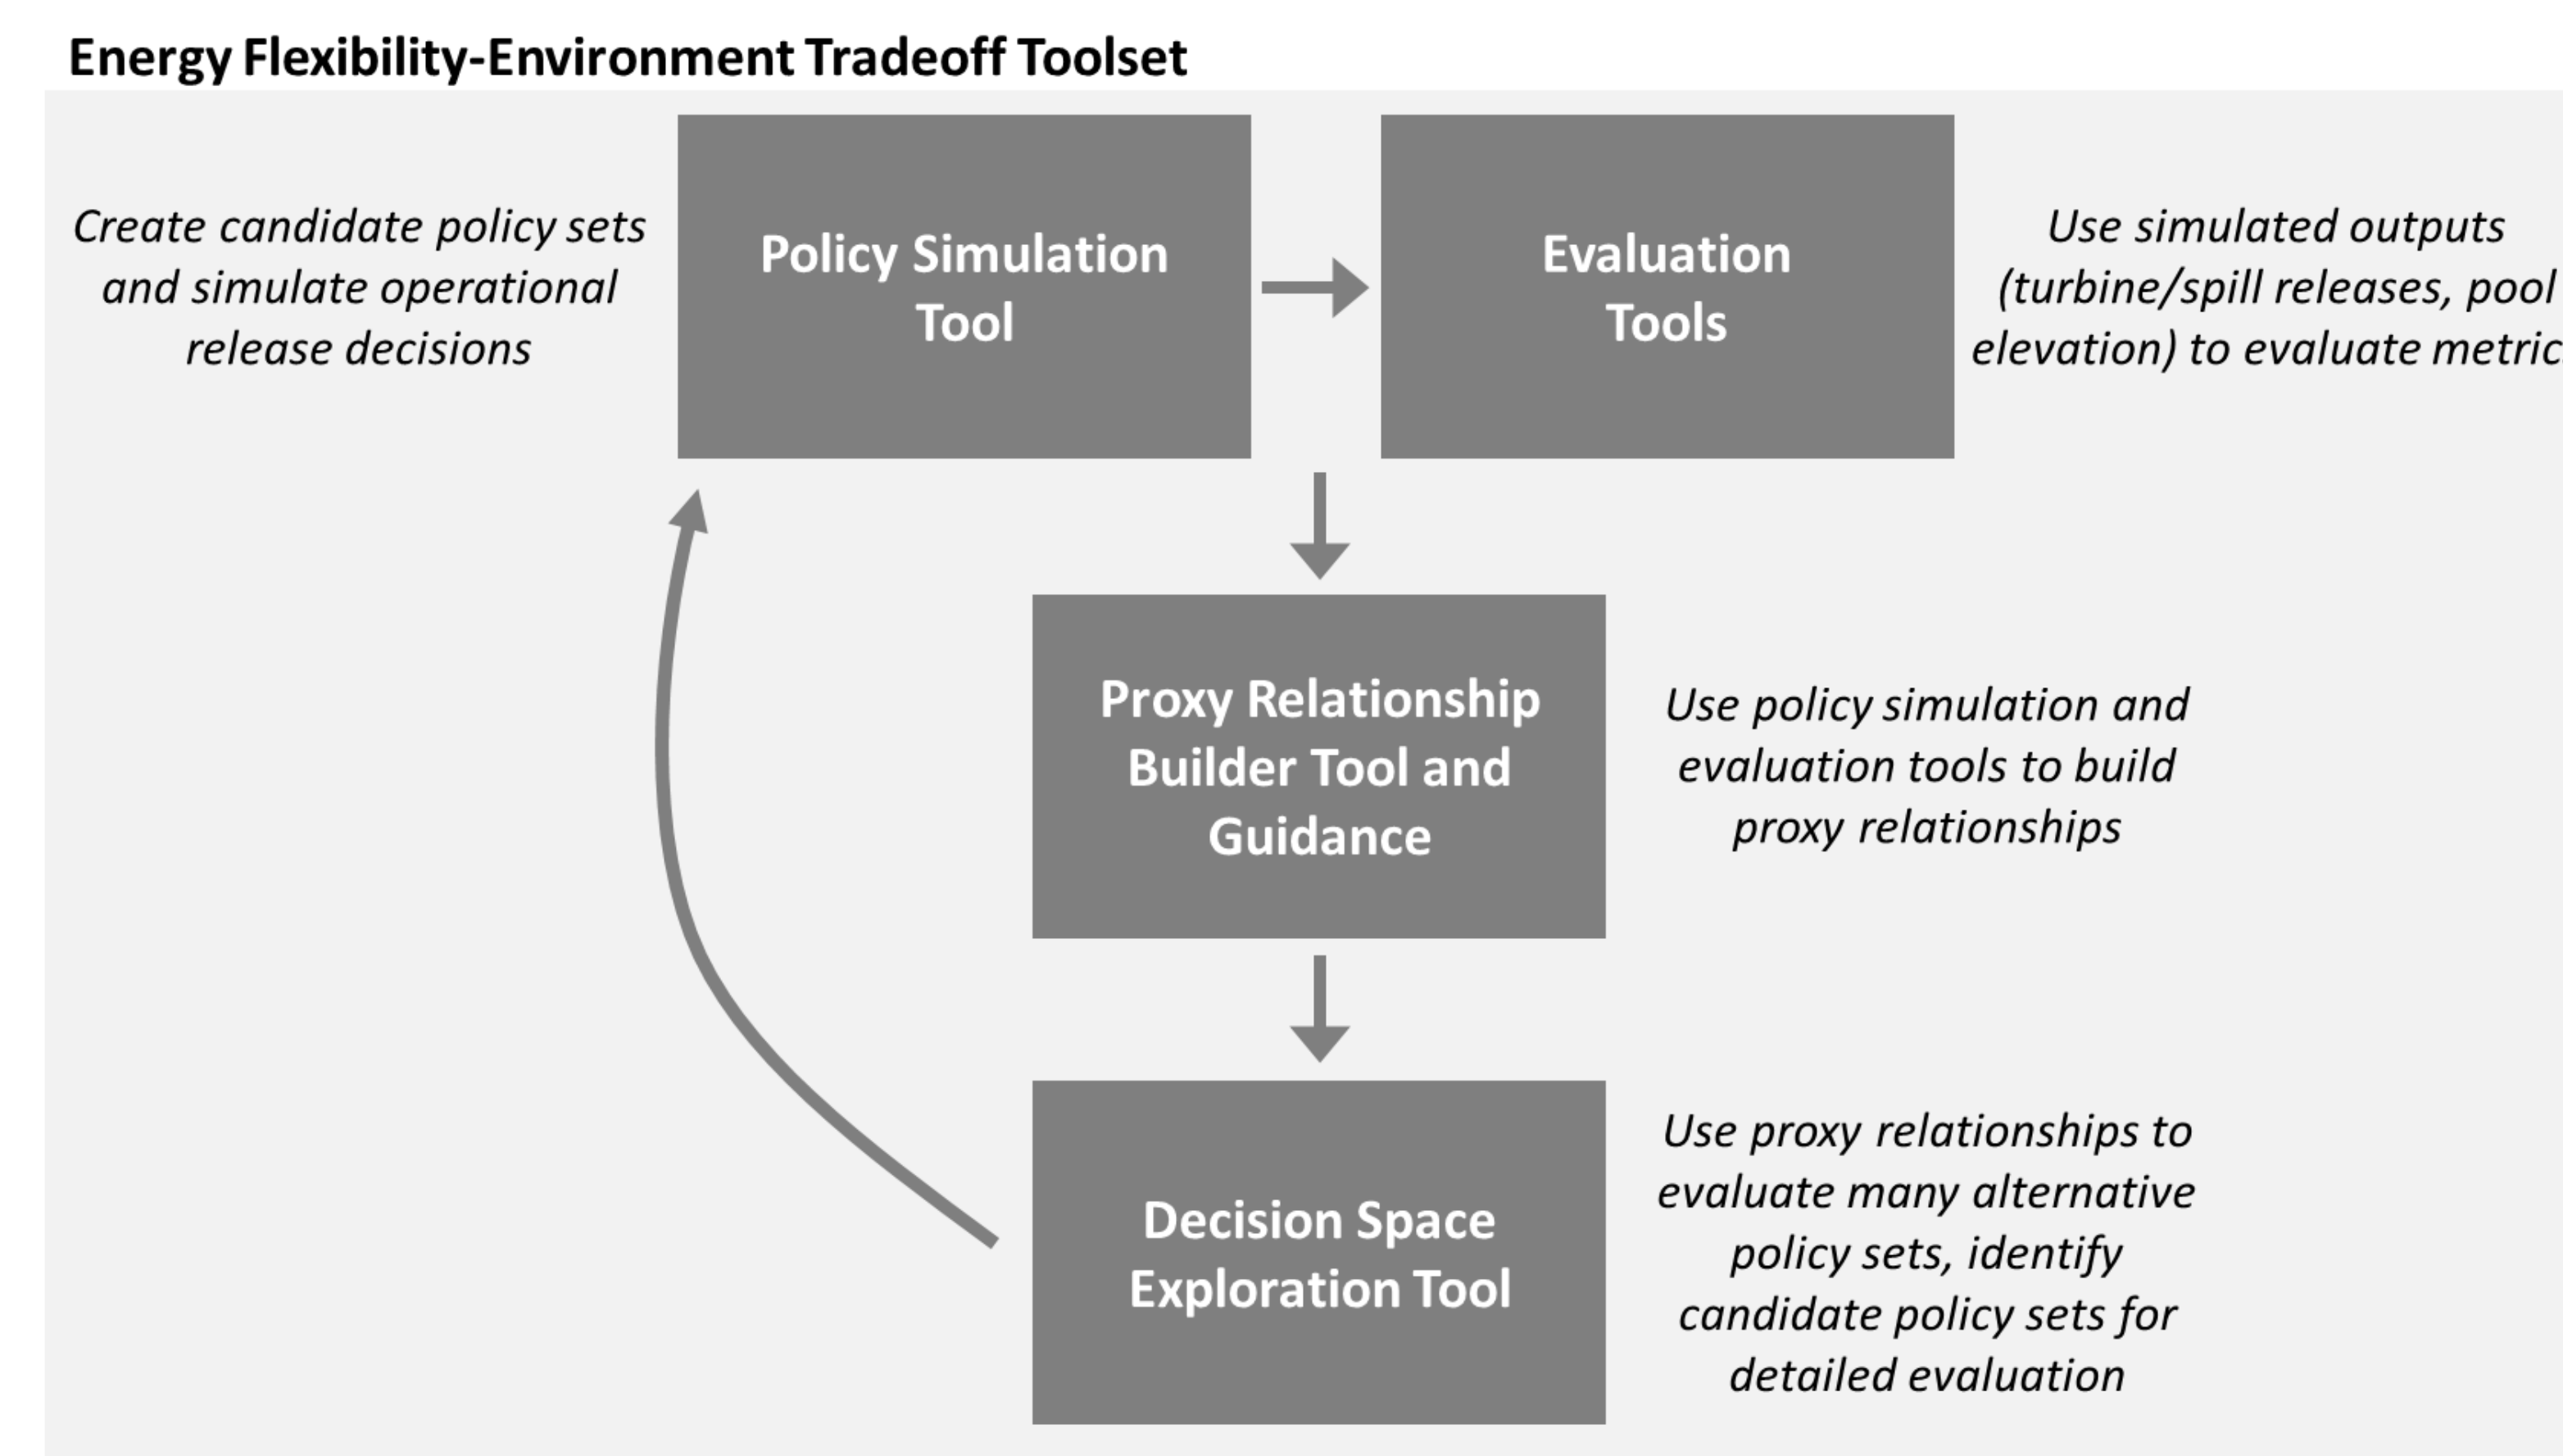 Energy Flexibility-Environment Tradeoff Toolset
Create candidate policy sets
and simulate operational
release decisions
Policy Simulation
Tool
Evaluation
Tools
Use simulated outputs
(turbine/spill releases, pool
elevation) to evaluate metric
Proxy Relationship
Builder Tool and
Guidance
Use policy simulation and
evaluation tools to build
proxy relationships
Decision Space
Exploration Tool
Use proxy relationships to
evaluate many alternative
policy sets, identify
candidate policy sets for
detailed evaluation